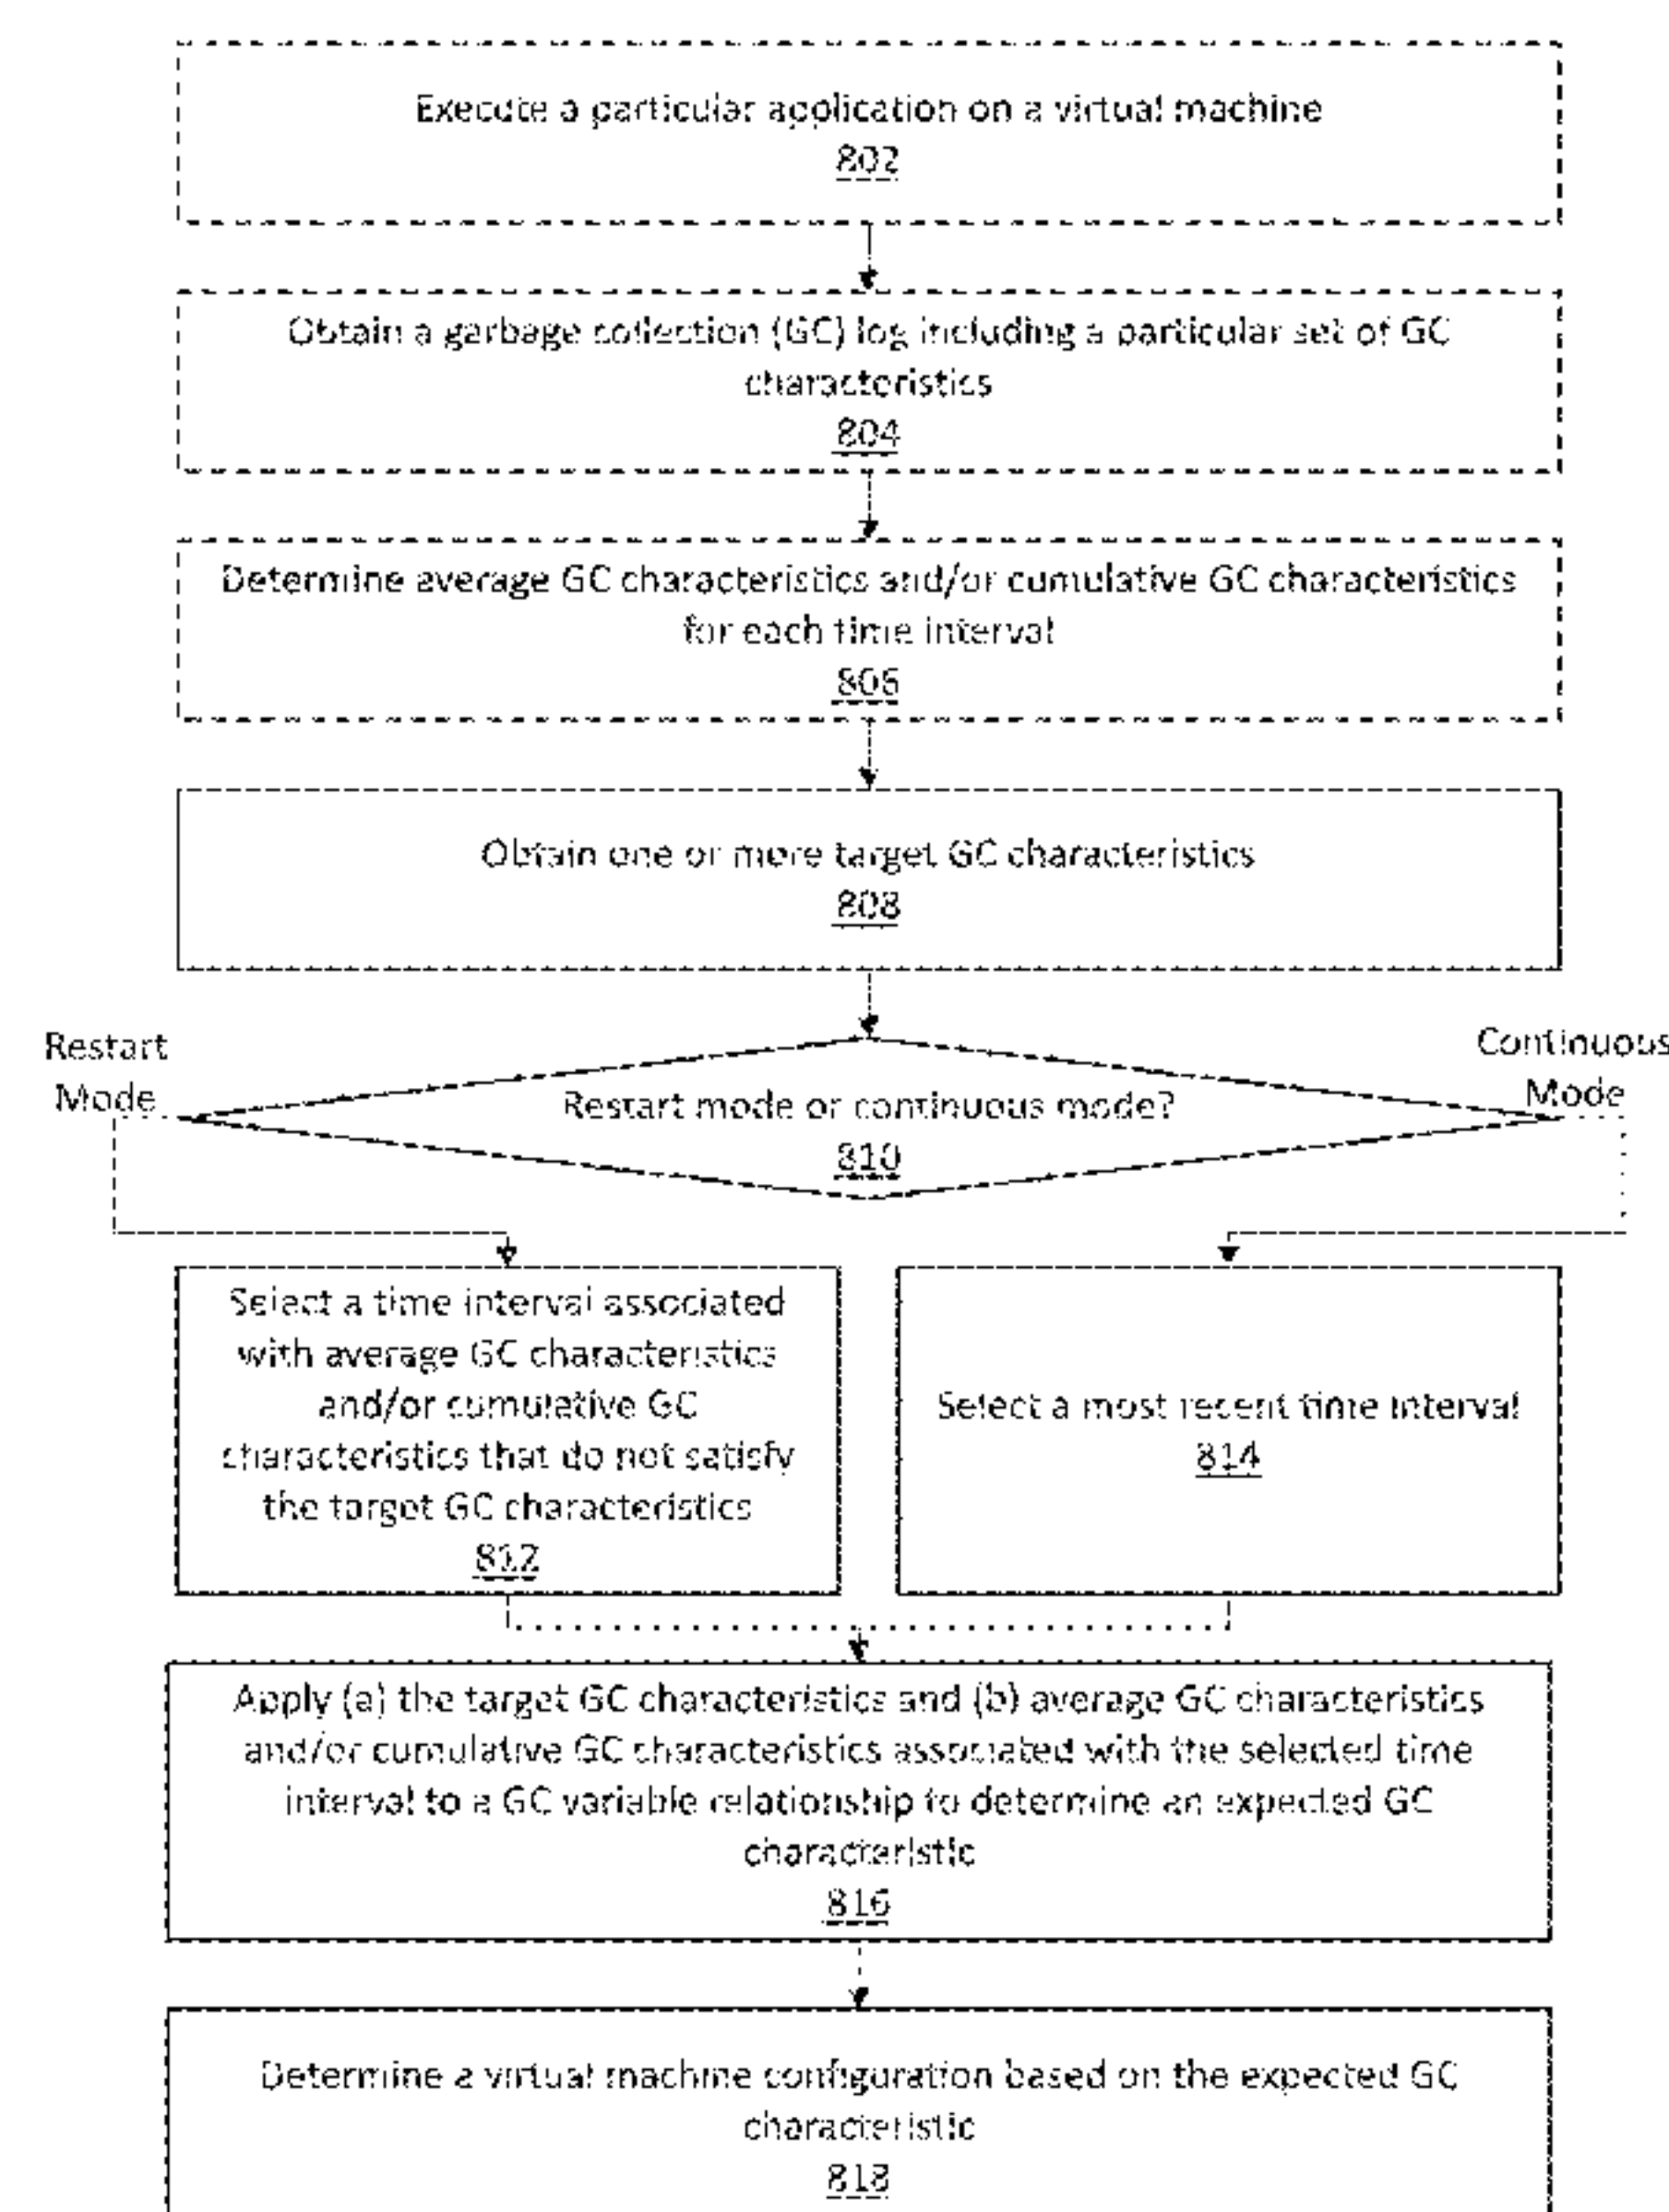 Execute a particular application on a virtual machine
802
Obtain a garbage collection (GC) log including a particular set of GC
characteristics
804
Determine average GC characteristics and/or cumulative GC characteristics
for each time interval
806
Obtain one or more target GC characteristics
808
Restart
Mode
Continuous
Mode
Restart mode or continuous mode?
810
Select a time interval associated
with average GC characteristics
and/or cumulative GC
characteristics that do not satisfy
the target GC characteristics
812
Select a most recent time interval
814
Apply (a) the target GC characteristics and (b) average GC characteristics
and/or cumulative GC characteristics associated with the selected time
interval to a GC variable relationship to determine an expected GC
characteristic
816
Determine a virtual machine configuration based on the expected GC
characteristic
818